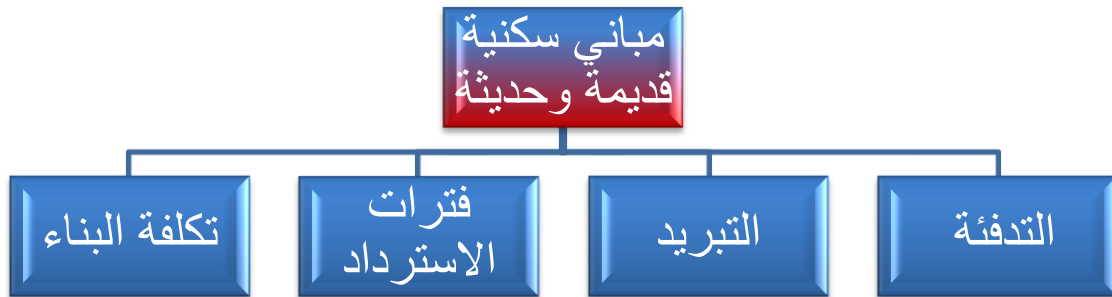 مباني سكنية
قديمة وحديثة
التدفئة
التبريد
فترات
الاسترداد
تكلفة البناء